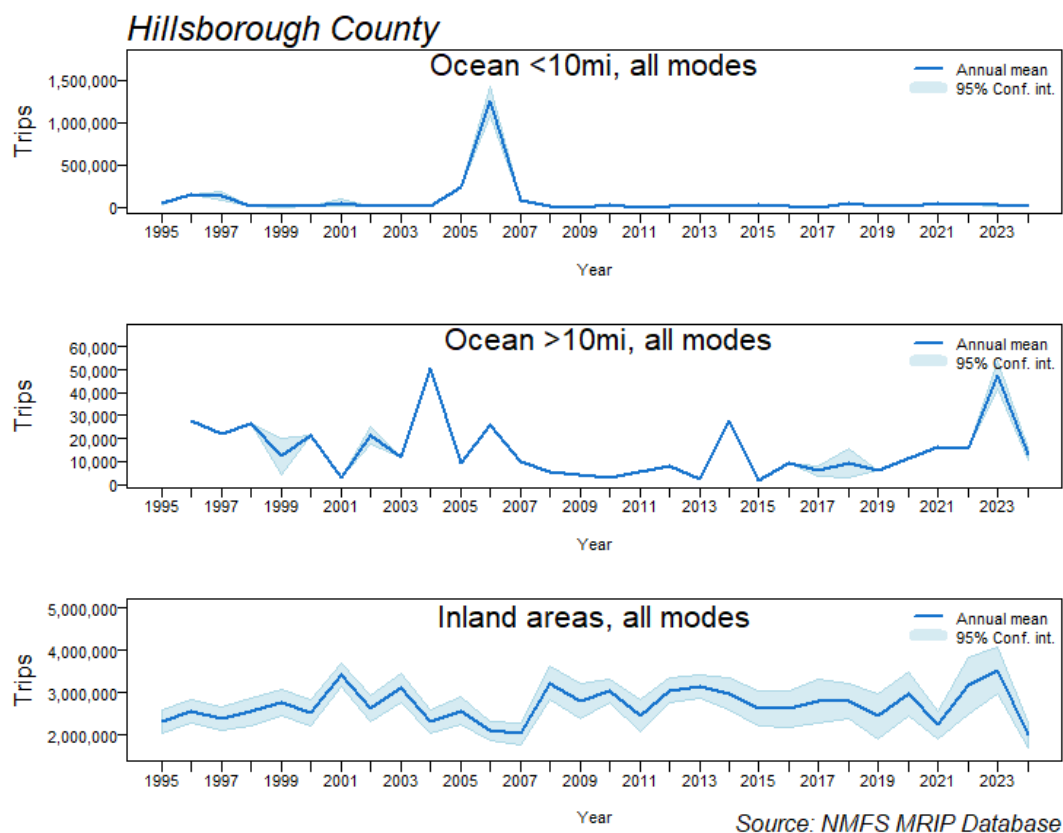 Hillsborough County
Ocean <10mi, all modes
Annual mean
95% Conf. int.
Trips
1,500,000
1,000,000
500,000
0
1995 1997 1999 2001 2003 2005 2007 2009 2011 2013 2015 2017 2019 2021 2023
Year
Ocean >10mi, all modes
Annual mean
95% Conf. int.
Trips
60,000
50,000
40,000
30,000
20,000
10,000
0
1995 1997 1999 2001 2003 2005 2007 2009 2011 2013 2015 2017 2019 2021 2023
Year
Inland areas, all modes
Annual mean
95% Conf. int.
Trips
5,000,000
4,000,000
3,000,000
2,000,000
1995 1997 1999 2001 2003 2005 2007 2009 2011 2013 2015 2017 2019 2021 2023
Year
Source: NMFS MRIP Database